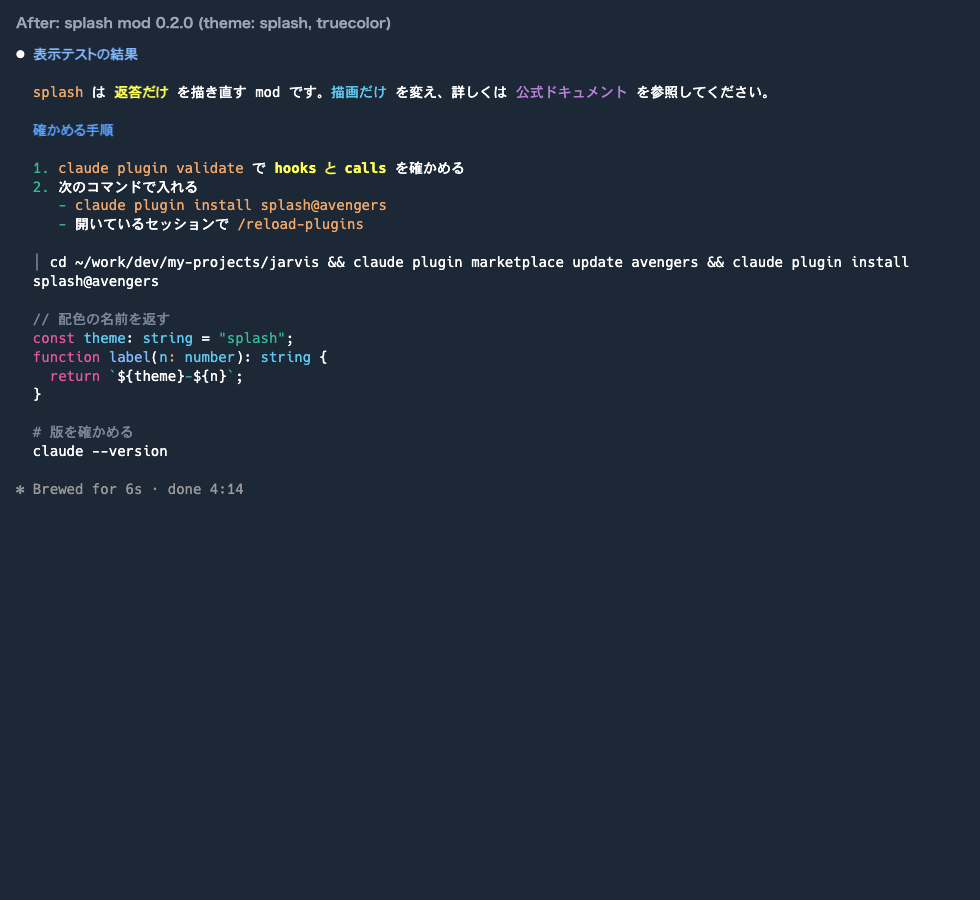 After: splash mod 0.2.0 (theme: splash, truecolor)
● 表示テストの結果
splash は 返答だけ を描き直す mod です。描画だけ を変え、詳しくは 公式ドキュメント を参照してください。
確かめる手順
1. claude plugin validate で hooks と calls を確かめる
2. 次のコマンドで入れる
- claude plugin install splash@avengers
- 開いているセッションで /reload-plugins
│ cd ~/work/dev/my-projects/jarvis && claude plugin marketplace update avengers && claude plugin install
splash@avengers
// 配色の名前を返す
const theme: string = "splash";
function label(n: number): string {
  return `${theme}-${n}`;
}
# 版を確かめる
claude --version
✻ Brewed for 6s · done 4:14